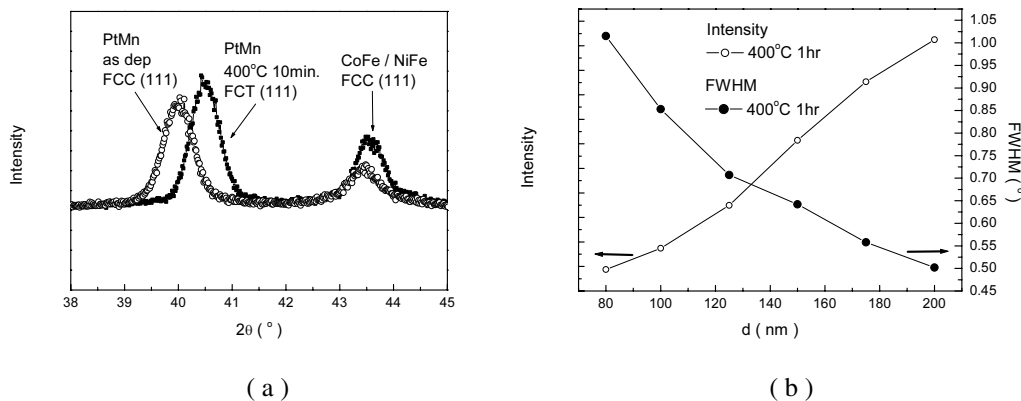 PtMn
as dep
FCC (111)
PtMn
400°C 10min.
FCT (111)
CoFe / NiFe
FCC (111)
Intensity
38 39 40 41 42 43 44 45
2θ ( ° )
( a )
Intensity
400°C 1hr
FWHM
400°C 1hr
Intensity
1.05
1.00
0.95
0.90
0.85
0.80
0.75
0.70
0.65
0.60
0.55
0.50
0.45
FWHM ( ° )
80 100 120 140 160 180 200
d ( nm )
( b )